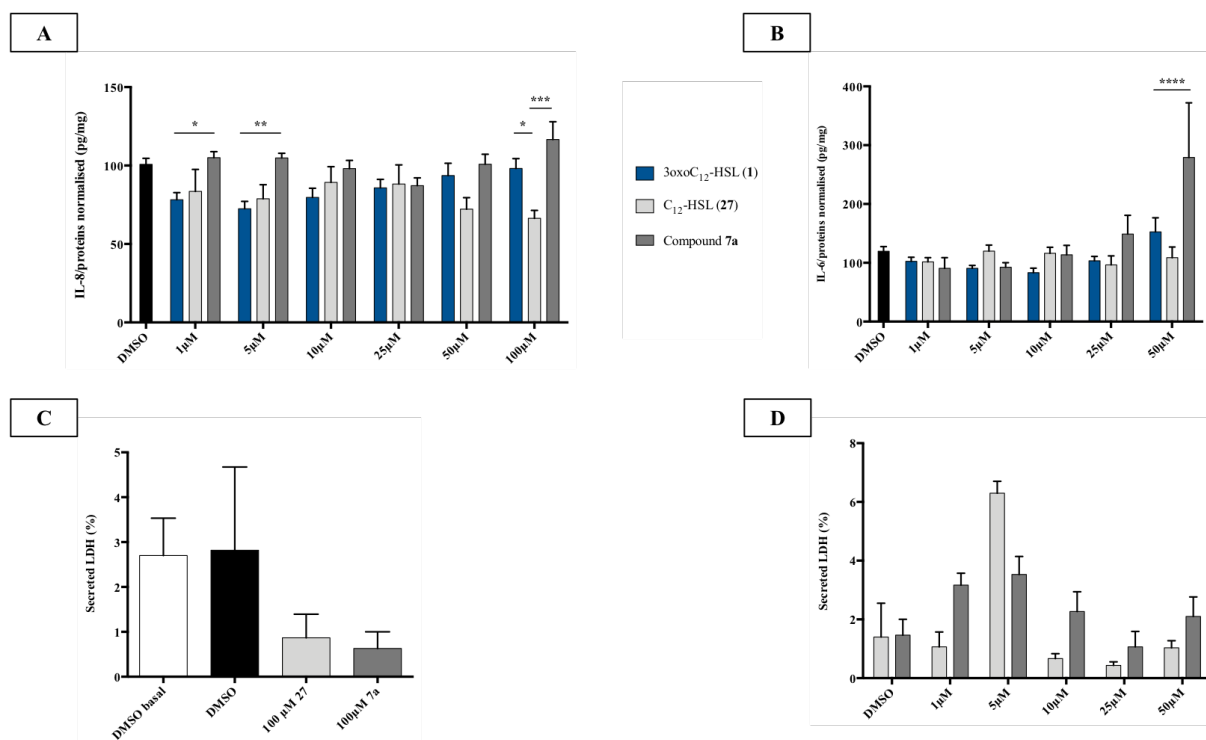 A
IL-8/proteins normalised (pg/mg)
150
100
50
0
*
**
*
***
DMSO
1µM
5µM
10µM
25µM
50µM
100µM
3oxoC₁₂-HSL (1)
C₁₂-HSL (27)
Compound 7a
B
IL-6/proteins normalised (pg/mg)
400
300
200
100
0
****
DMSO
1µM
5µM
10µM
25µM
50µM
C
Secreted LDH (%)
5
4
3
2
1
0
DMSO basal
DMSO
100 µM 27
100µM 7a
D
Secreted LDH (%)
8
6
4
2
0
DMSO
1µM
5µM
10µM
25µM
50µM